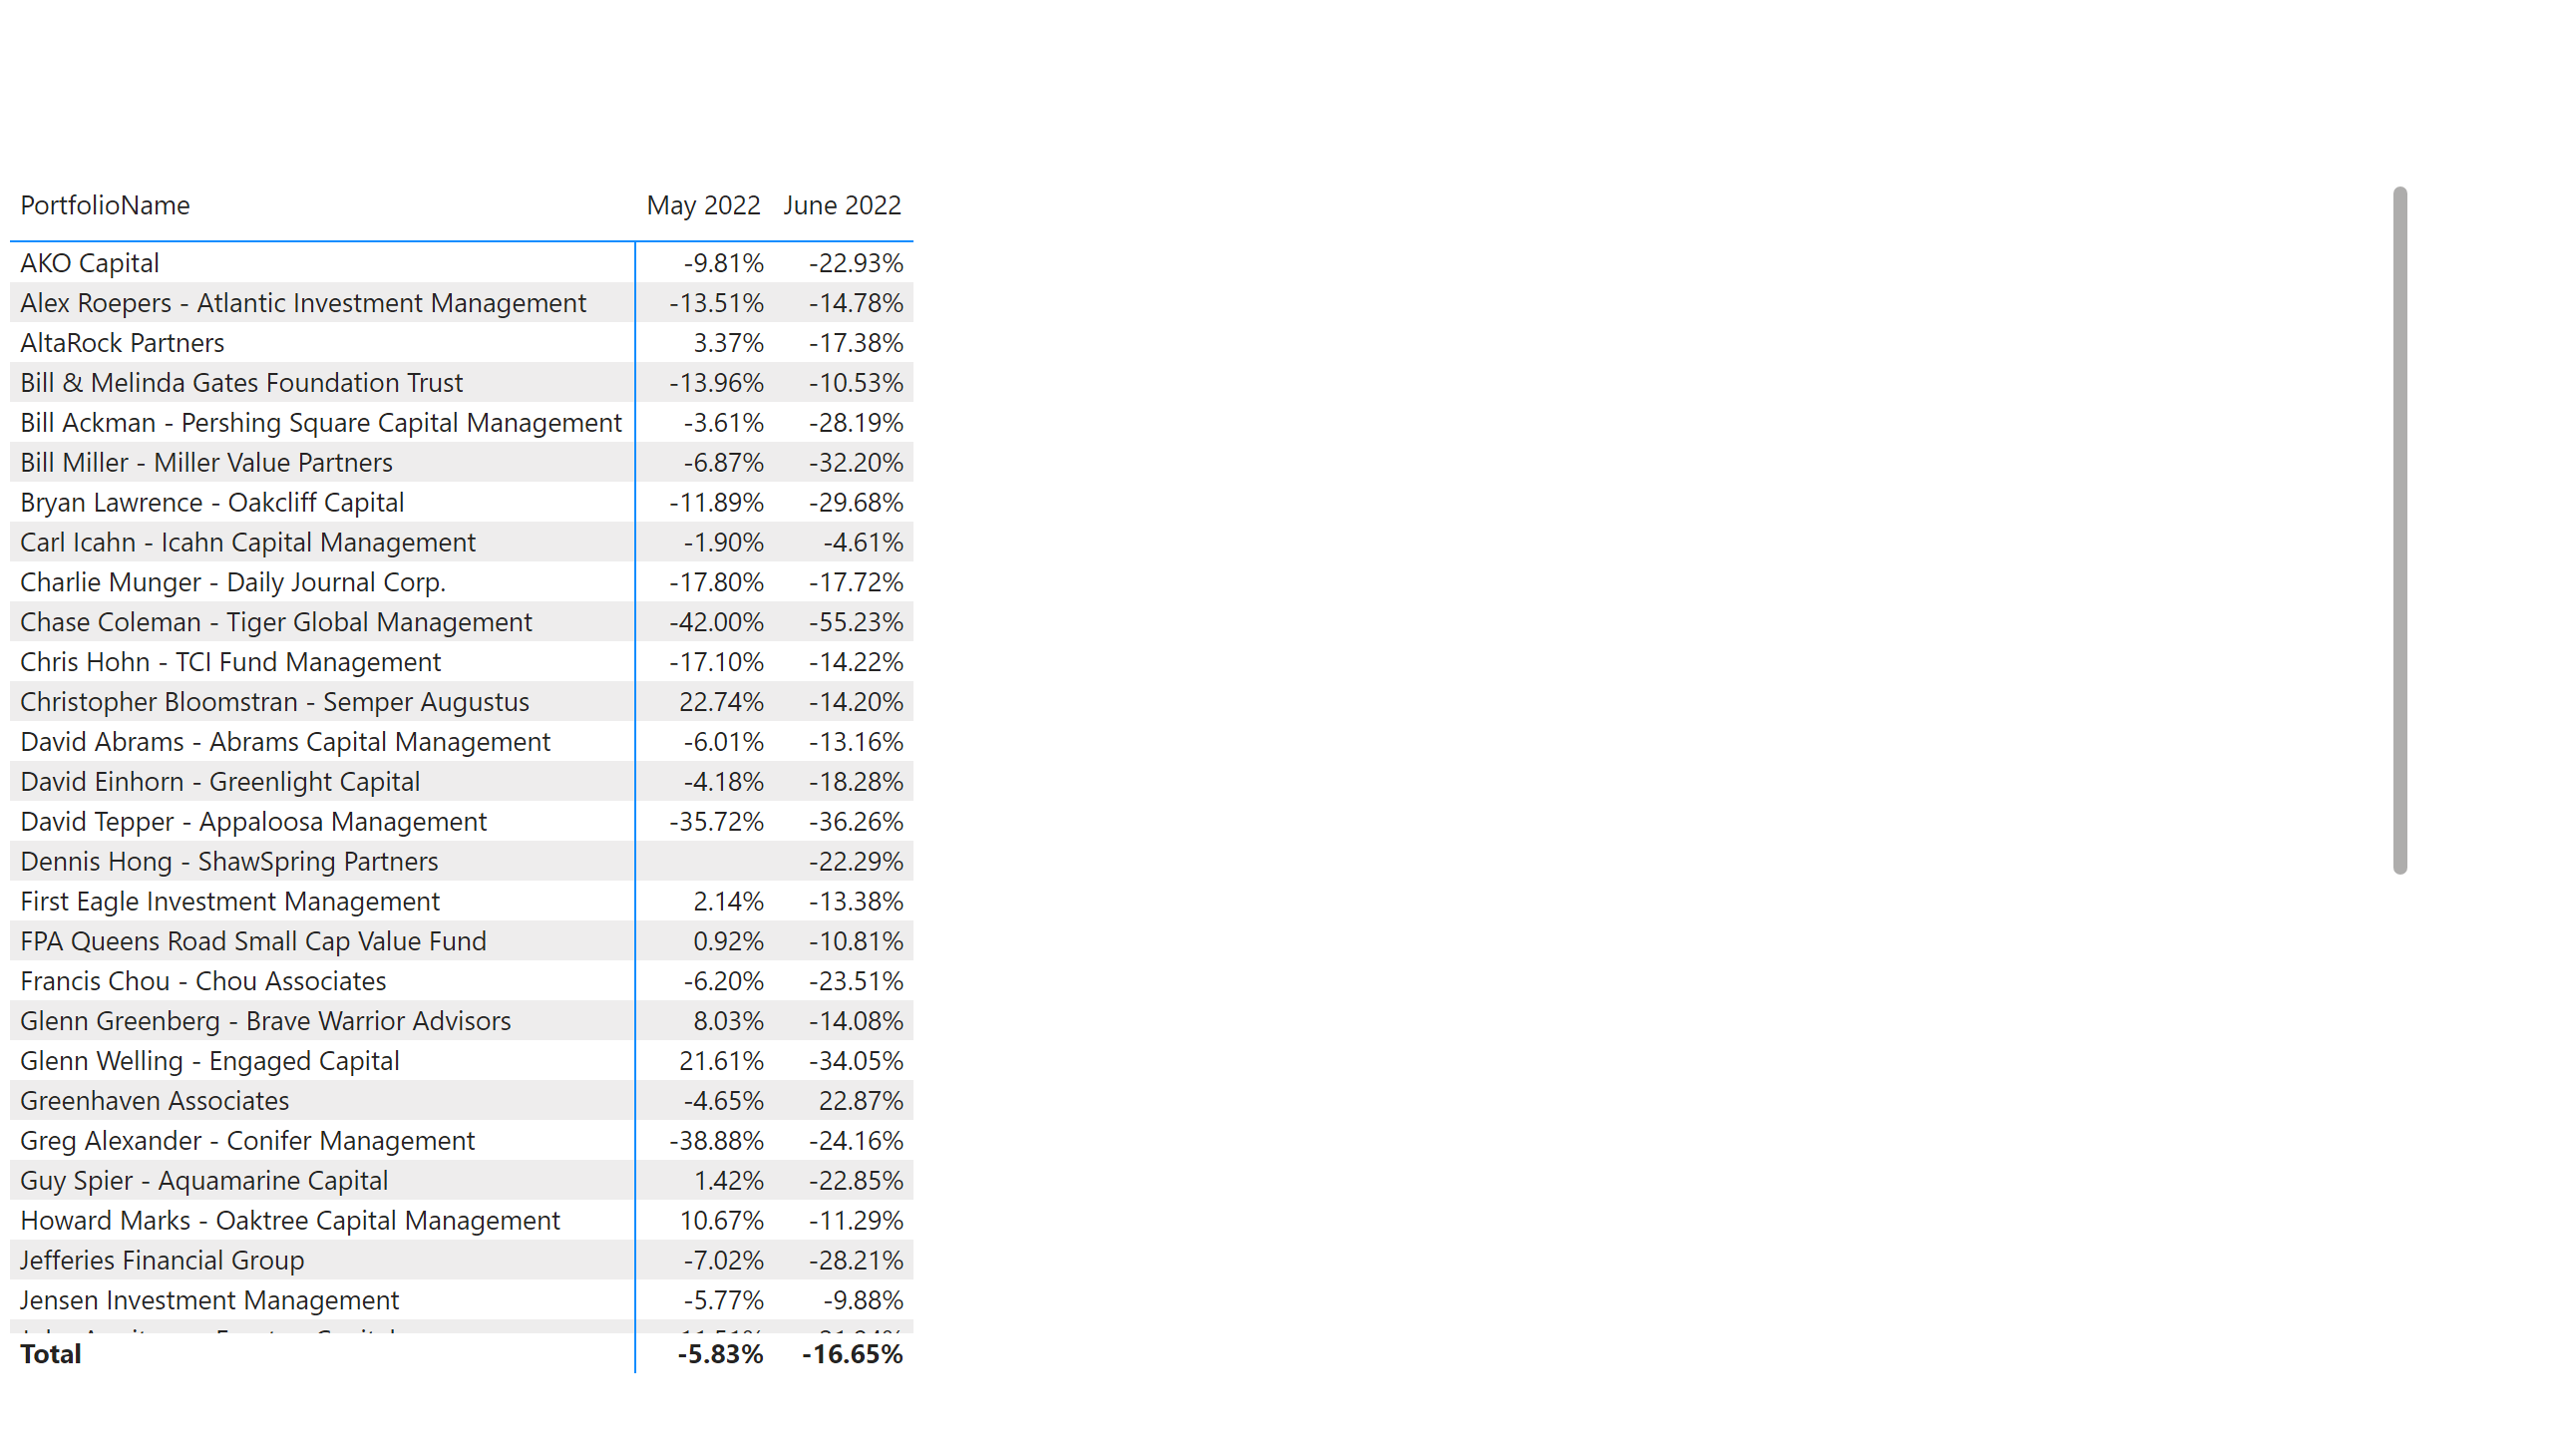 PortfolioName May 2022 June 2022
AKO Capital -9.81% -22.93%
Alex Roepers - Atlantic Investment Management -13.51% -14.78%
AltaRock Partners 3.37% -17.38%
Bill & Melinda Gates Foundation Trust -13.96% -10.53%
Bill Ackman - Pershing Square Capital Management -3.61% -28.19%
Bill Miller - Miller Value Partners -6.87% -32.20%
Bryan Lawrence - Oakcliff Capital -11.89% -29.68%
Carl Icahn - Icahn Capital Management -1.90% -4.61%
Charlie Munger - Daily Journal Corp. -17.80% -17.72%
Chase Coleman - Tiger Global Management -42.00% -55.23%
Chris Hohn - TCI Fund Management -17.10% -14.22%
Christopher Bloomstran - Semper Augustus 22.74% -14.20%
David Abrams - Abrams Capital Management -6.01% -13.16%
David Einhorn - Greenlight Capital -4.18% -18.28%
David Tepper - Appaloosa Management -35.72% -36.26%
Dennis Hong - ShawSpring Partners -22.29%
First Eagle Investment Management 2.14% -13.38%
FPA Queens Road Small Cap Value Fund 0.92% -10.81%
Francis Chou - Chou Associates -6.20% -23.51%
Glenn Greenberg - Brave Warrior Advisors 8.03% -14.08%
Glenn Welling - Engaged Capital 21.61% -34.05%
Greenhaven Associates -4.65% 22.87%
Greg Alexander - Conifer Management -38.88% -24.16%
Guy Spier - Aquamarine Capital 1.42% -22.85%
Howard Marks - Oaktree Capital Management 10.67% -11.29%
Jefferies Financial Group -7.02% -28.21%
Jensen Investment Management -5.77% -9.88%
Total -5.83% -16.65%